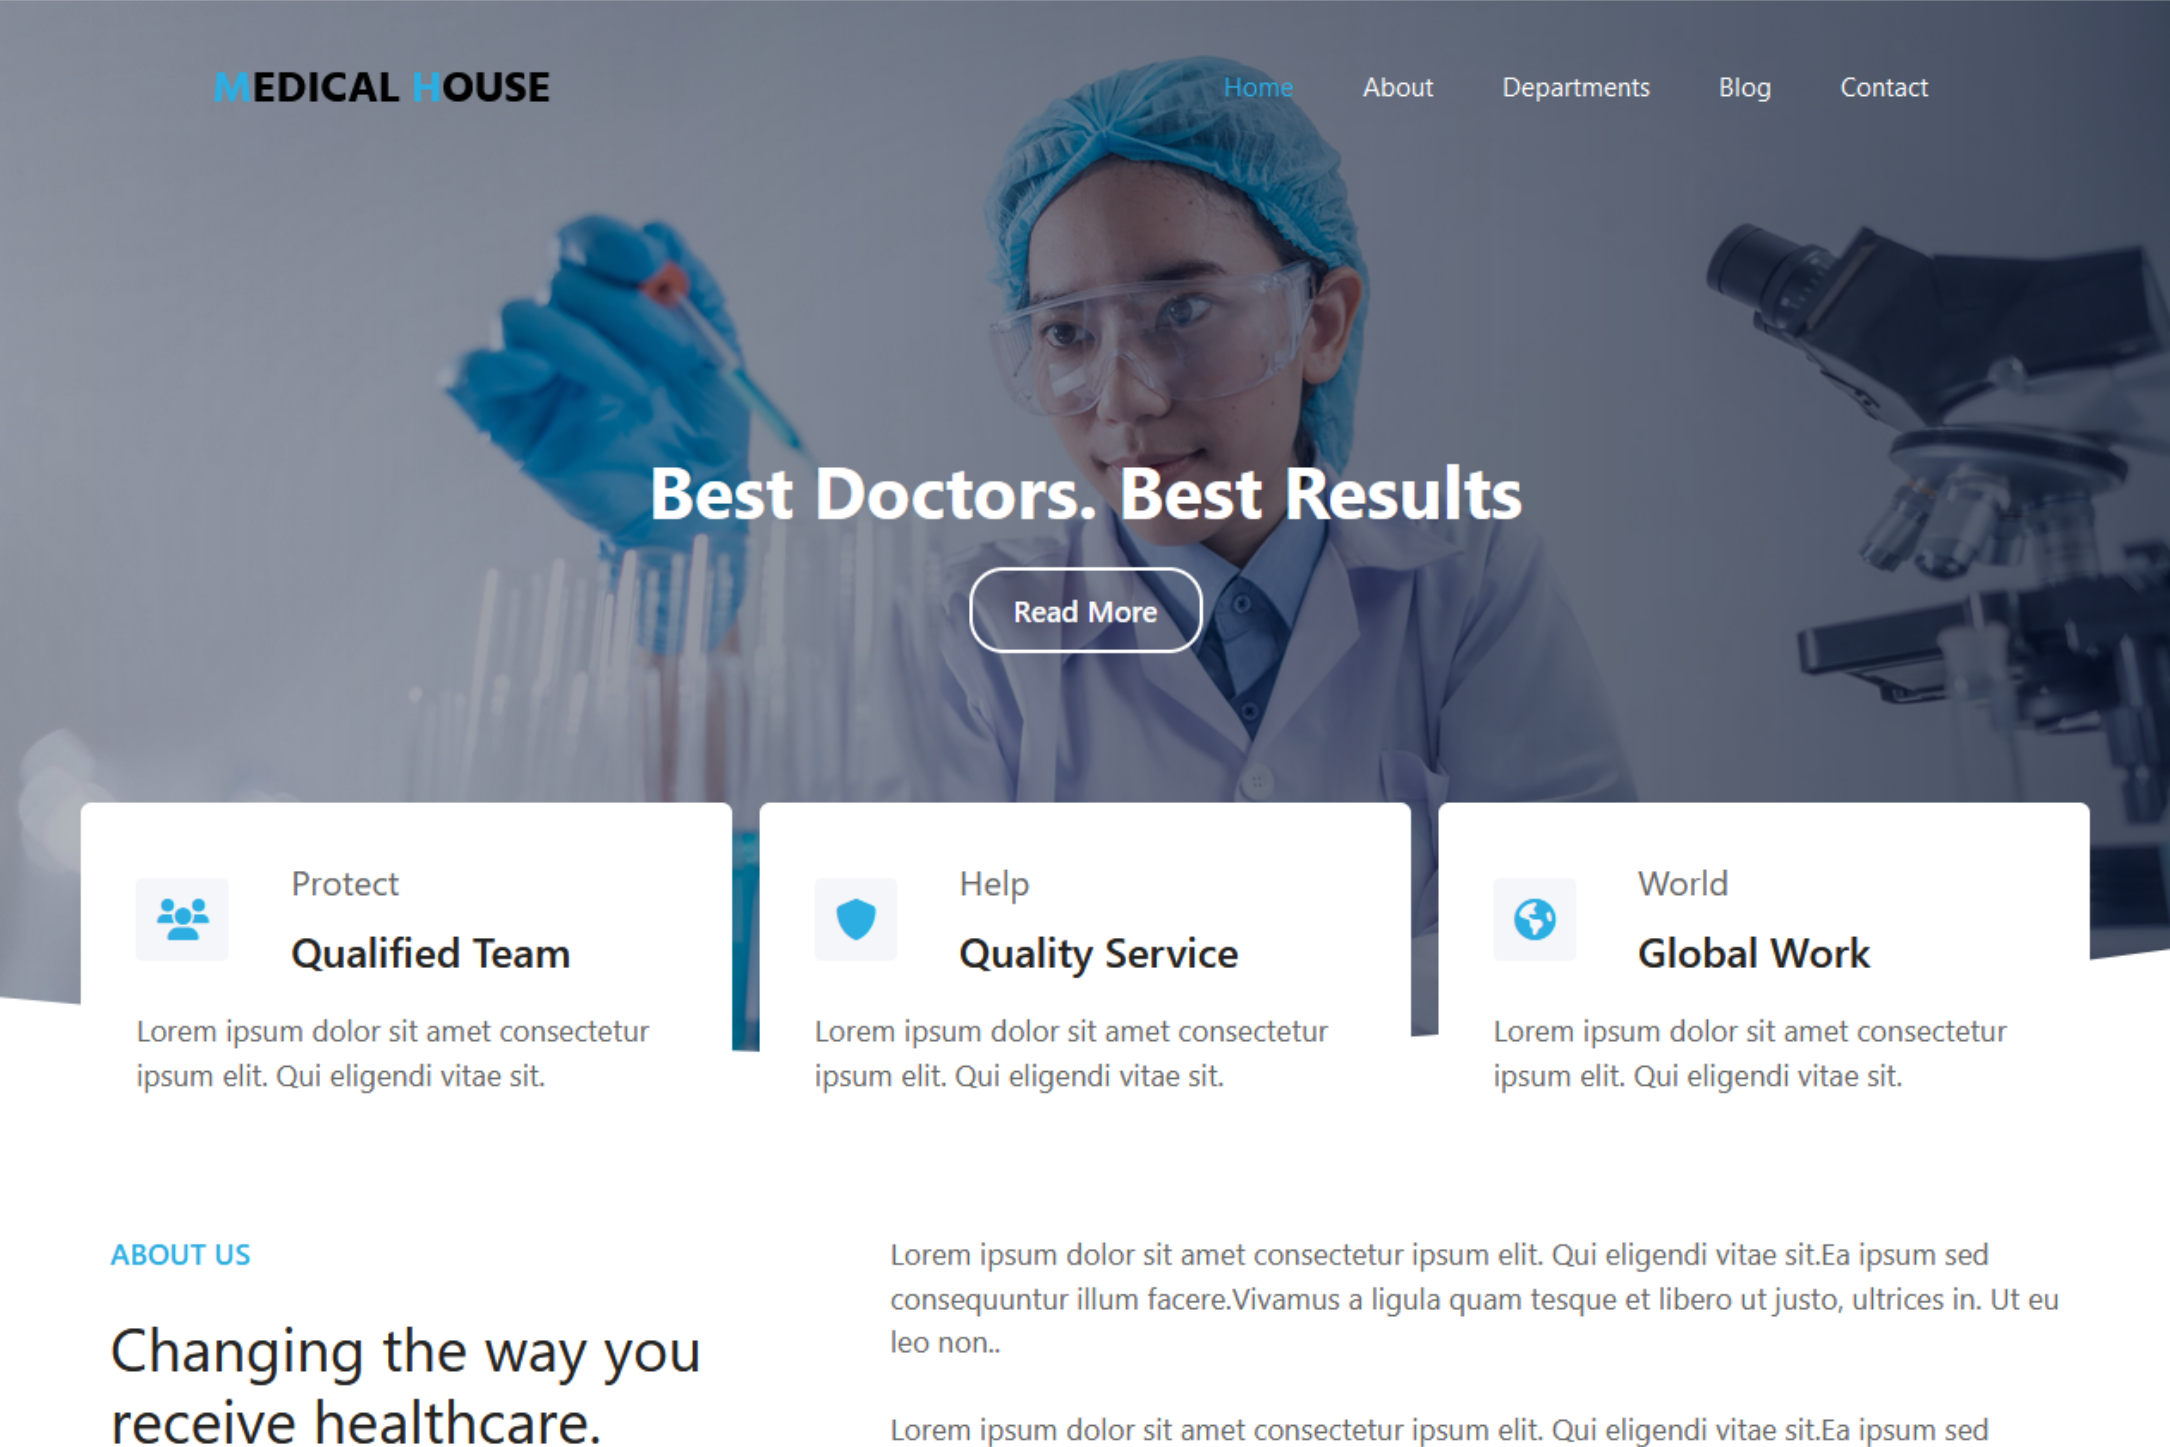 MEDICAL HOUSE
Home About Departments Blog Contact
Best Doctors. Best Results
Read More
Protect
Qualified Team
Lorem ipsum dolor sit amet consectetur
ipsum elit. Qui eligendi vitae sit.
Help
Quality Service
Lorem ipsum dolor sit amet consectetur
ipsum elit. Qui eligendi vitae sit.
World
Global Work
Lorem ipsum dolor sit amet consectetur
ipsum elit. Qui eligendi vitae sit.
ABOUT US
Changing the way you
receive healthcare.
Lorem ipsum dolor sit amet consectetur ipsum elit. Qui eligendi vitae sit.Ea ipsum sed
consequuntur illum facere.Vivamus a ligula quam tesque et libero ut justo, ultrices in. Ut eu
leo non..
Lorem ipsum dolor sit amet consectetur ipsum elit. Qui eligendi vitae sit.Ea ipsum sed